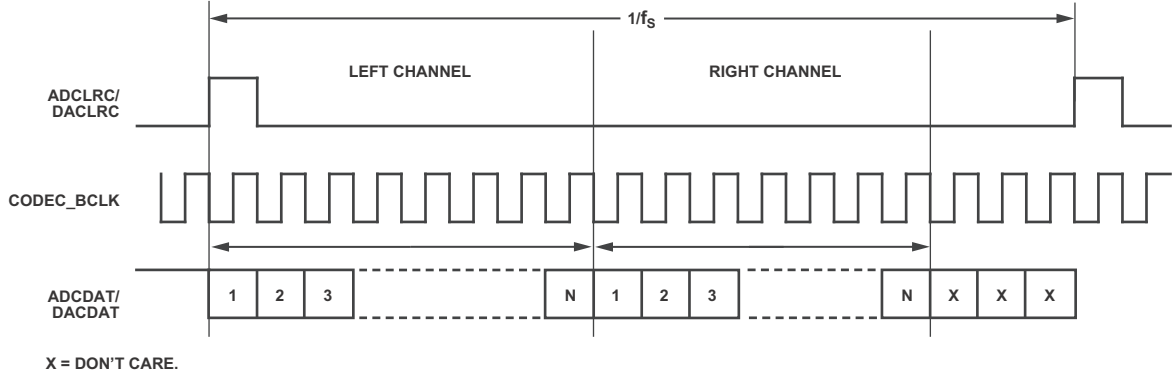 1/fS
LEFT CHANNEL RIGHT CHANNEL
ADCLRC/
DACLRC
CODEC_BCLK
ADCDAT/
DACDAT
1 2 3 N 1 2 3 N X X X
X = DON'T CARE.